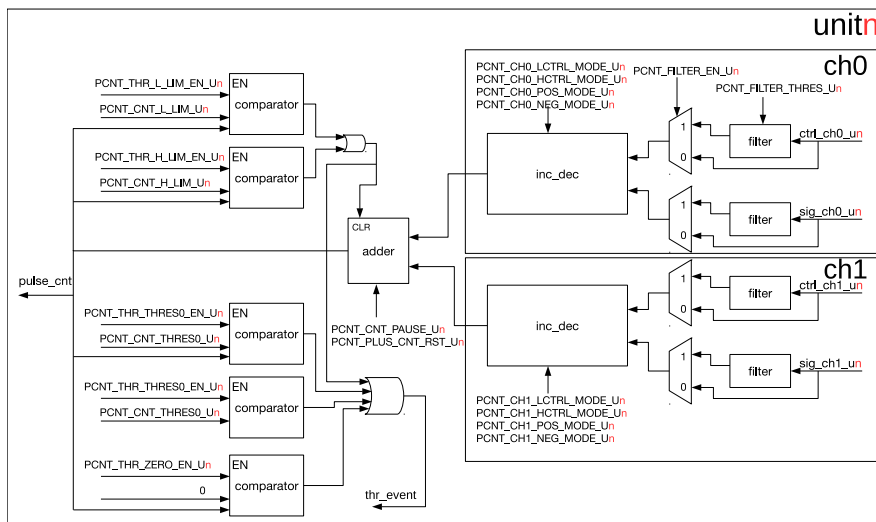 unitn
ch0
PCNT_CH0_LCTRL_MODE_Un
PCNT_CH0_HCTRL_MODE_Un
PCNT_CH0_POS_MODE_Un
PCNT_CH0_NEG_MODE_Un
PCNT_FILTER_EN_Un
PCNT_FILTER_THRES_Un
PCNT_THR_L_LIM_EN_Un
EN
comparator
PCNT_CNT_L_LIM_Un
PCNT_THR_H_LIM_EN_Un
EN
comparator
PCNT_CNT_H_LIM_Un
1
0
filter
ctrl_ch0_un
inc_dec
1
0
filter
sig_ch0_un
CLR
adder
pulse_cnt
PCNT_CNT_PAUSE_Un
PCNT_PLUS_CNT_RST_Un
ch1
1
0
filter
ctrl_ch1_un
inc_dec
1
0
filter
sig_ch1_un
PCNT_CH1_LCTRL_MODE_Un
PCNT_CH1_HCTRL_MODE_Un
PCNT_CH1_POS_MODE_Un
PCNT_CH1_NEG_MODE_Un
PCNT_THR_THRES0_EN_Un
EN
comparator
PCNT_CNT_THRES0_Un
PCNT_THR_THRES0_EN_Un
EN
comparator
PCNT_CNT_THRES0_Un
PCNT_THR_ZERO_EN_Un
EN
comparator
0
thr_event